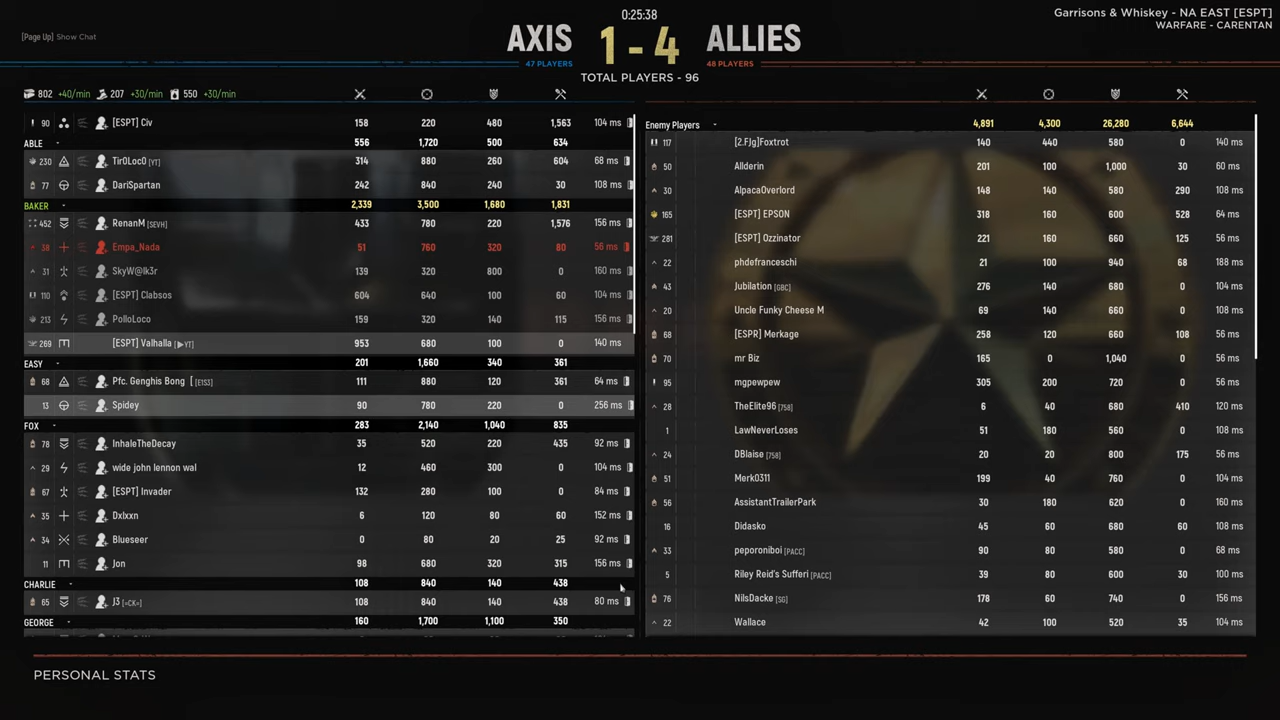 0:25:38
Garrisons & Whiskey - NA EAST [ESPT]
WARFARE - CARENTAN
[Page Up] Show Chat
AXIS 1 - 4 ALLIES
47 PLAYERS 48 PLAYERS
TOTAL PLAYERS - 96
802 +40/min 207 +30/min 550 +30/min
90 [ESPT] Civ 158 220 480 1,563 104 ms
ABLE - 556 1,720 500 634
230 Tir0Loc0 [YT] 314 880 260 604 68 ms
77 DariSpartan 242 840 240 30 108 ms
BAKER - 2,339 3,500 1,680 1,831
452 RenanM [SEVH] 433 780 220 1,576 156 ms
38 Empa_Nada 51 760 320 80 56 ms
31 SkyW@lk3r 139 320 800 0 160 ms
110 [ESPT] Clabsos 604 640 100 60 104 ms
213 PolloLoco 159 320 140 115 156 ms
269 [ESPT] Valhalla [▶YT] 953 680 100 0 140 ms
EASY - 201 1,660 340 361
68 Pfc. Genghis Bong [ [E1S3] 111 880 120 361 64 ms
13 Spidey 90 780 220 0 256 ms
FOX - 283 2,140 1,040 835
78 InhaleTheDecay 35 520 220 435 92 ms
29 wide john lennon wal 12 460 300 0 104 ms
67 [ESPT] Invader 132 280 100 0 84 ms
35 Dxlxxn 6 120 80 60 152 ms
34 Blueseer 0 80 20 25 92 ms
11 Jon 98 680 320 315 156 ms
CHARLIE - 108 840 140 438
65 J3 [=CK=] 108 840 140 438 80 ms
GEORGE - 160 1,700 1,100 350
Enemy Players - 4,891 4,300 26,280 6,644
117 [2.FJg]Foxtrot 140 440 580 0 140 ms
50 Allderin 201 100 1,000 30 60 ms
30 AlpacaOverlord 148 140 580 290 108 ms
165 [ESPT] EPSON 318 160 600 528 64 ms
281 [ESPT] Ozzinator 221 160 660 125 56 ms
22 phdefranceschi 21 100 940 68 188 ms
43 Jubilation [GBC] 276 140 680 0 104 ms
20 Uncle Funky Cheese M 69 140 660 0 108 ms
68 [ESPR] Merkage 258 120 660 108 56 ms
70 mr Biz 165 0 1,040 0 56 ms
95 mgpewpew 305 200 720 0 56 ms
28 TheElite96 [758] 6 40 680 410 120 ms
1 LawNeverLoses 51 180 560 0 108 ms
24 DBlaise [758] 20 20 800 175 56 ms
51 Merk0311 199 40 760 0 104 ms
56 AssistantTrailerPark 30 180 620 0 160 ms
16 Didasko 45 60 680 60 108 ms
33 peporoniboi [PACC] 90 80 580 0 68 ms
5 Riley Reid's Sufferi [PACC] 39 80 600 30 100 ms
76 NilsDacke [SG] 178 60 740 0 156 ms
22 Wallace 42 100 520 35 104 ms
PERSONAL STATS